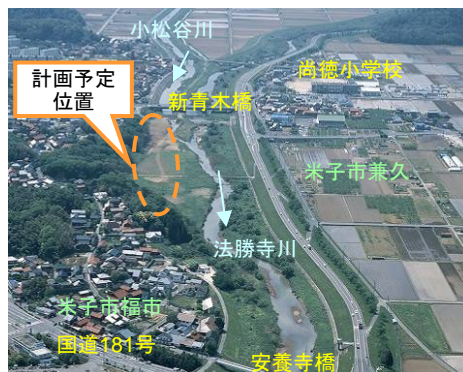 小松谷川
計画予定
位置
新青木橋
尚徳小学校
米子市兼久
法勝寺川
米子市福市
国道181号
安養寺橋